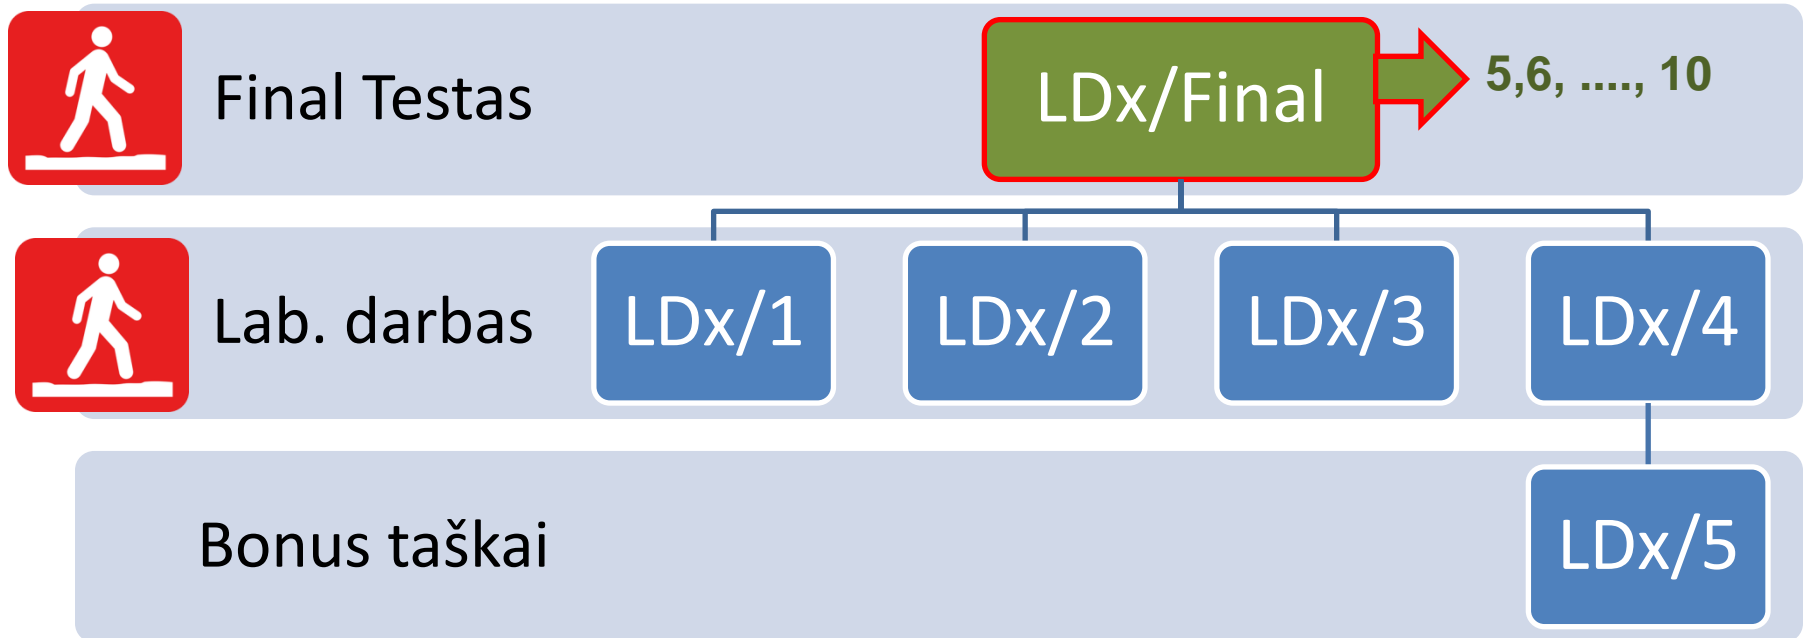 Final Testas
LDx/Final
5,6, ...., 10
Lab. darbas
LDx/1
LDx/2
LDx/3
LDx/4
Bonus taškai
LDx/5